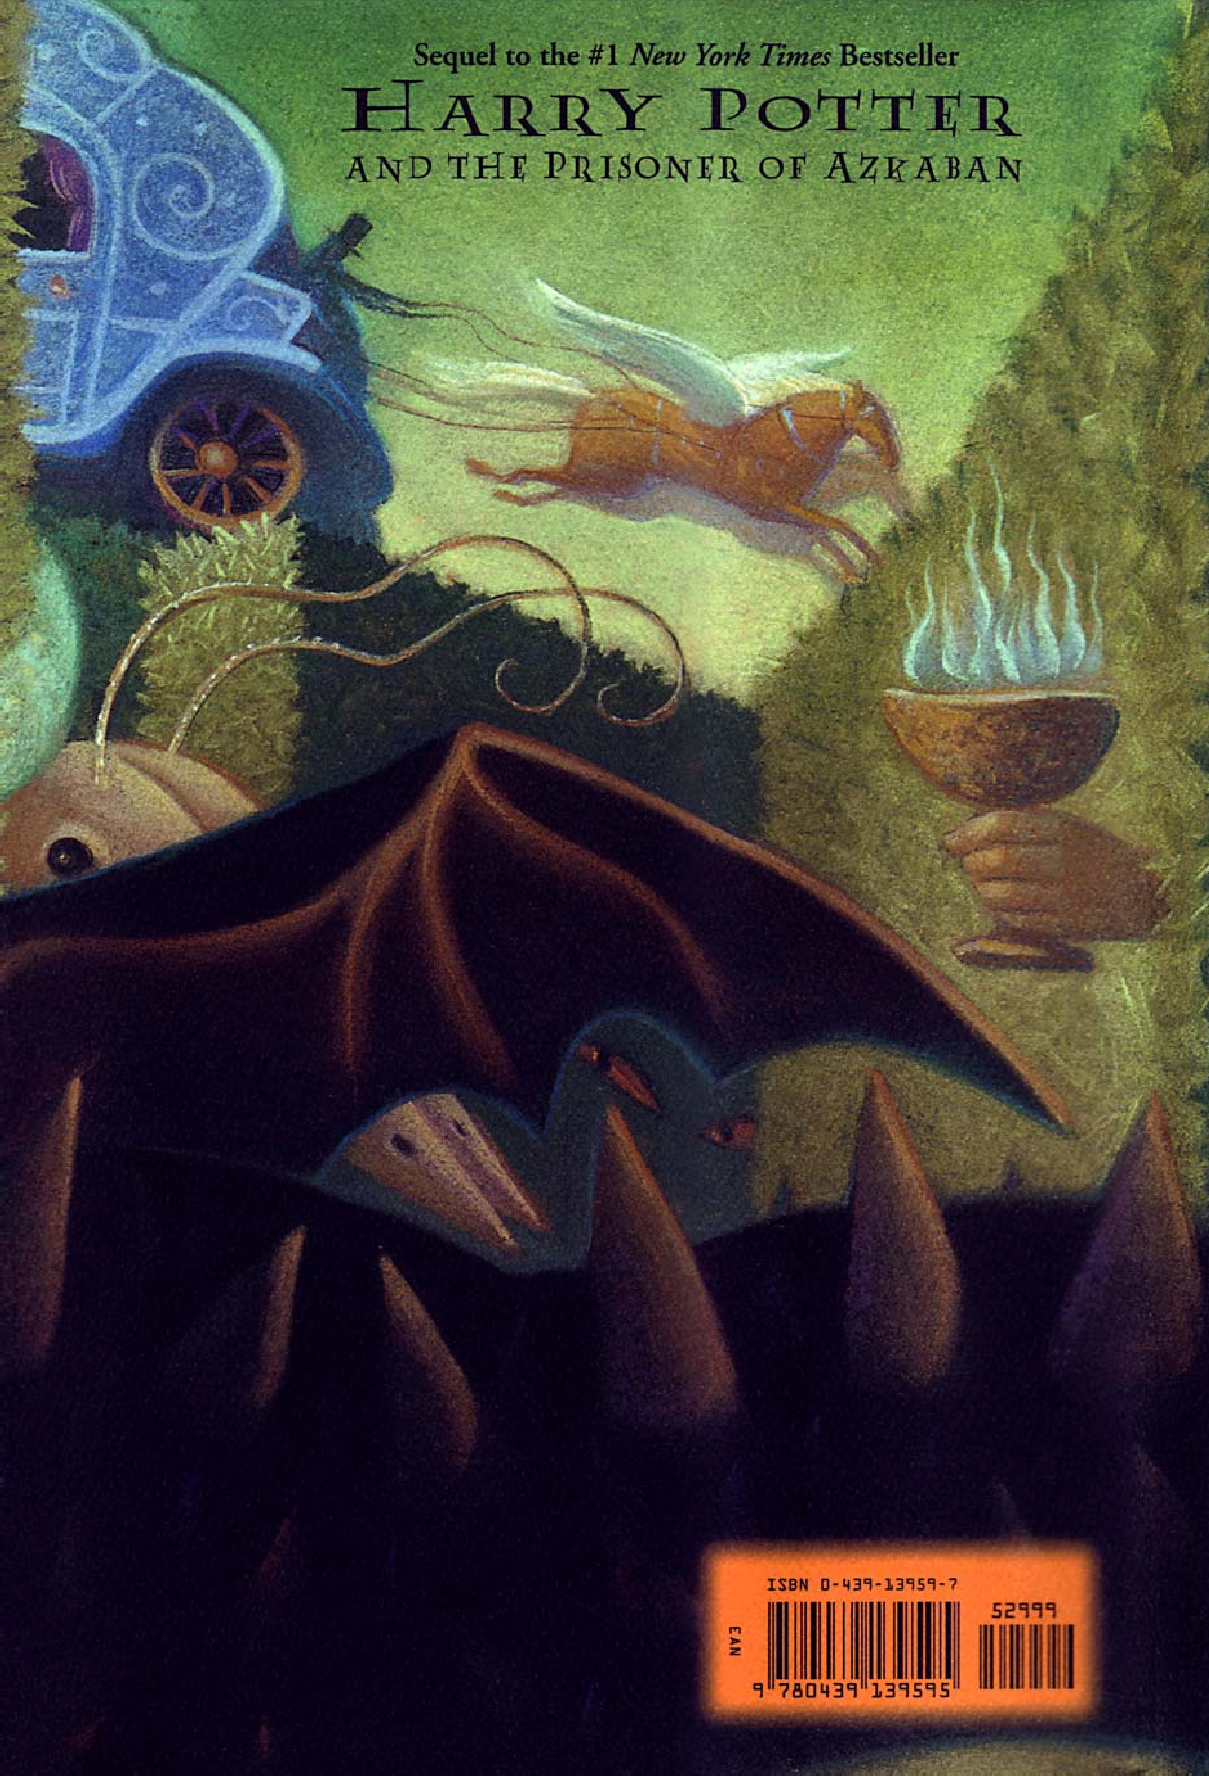 Sequel to the #1 New York Times Bestseller
HARRY POTTER
AND THE PRISONER OF AZKABAN
ISBN 0-439-13959-7
52999
EAN
9 780439 139595